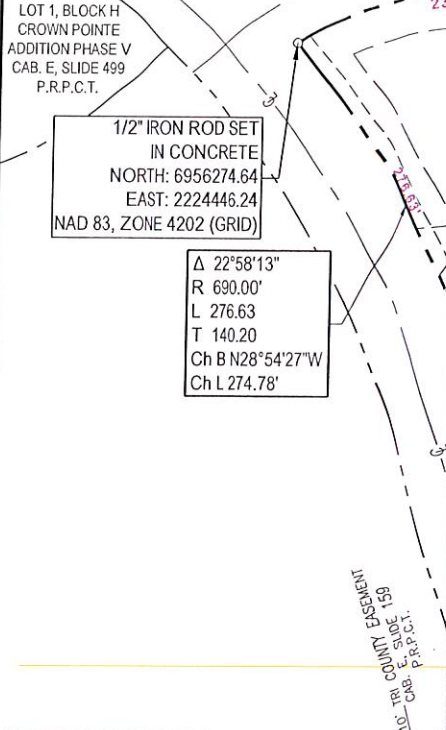 LOT 1, BLOCK H
CROWN POINTE
ADDITION PHASE V
CAB. E, SLIDE 499
P.R.P.C.T.
1/2" IRON ROD SET
IN CONCRETE
NORTH: 6956274.64
EAST: 2224446.24
NAD 83, ZONE 4202 (GRID)
276.63'
Δ 22°58'13"
R 690.00'
L 276.63
T 140.20
Ch B N28°54'27"W
Ch L 274.78'
10' TRI COUNTY EASEMENT
CAB. E, SLIDE 159
P.R.P.C.T.